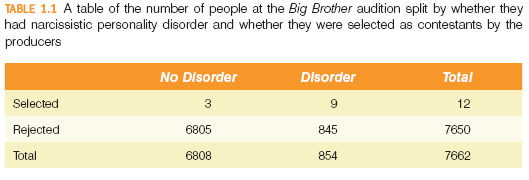 TABLE 1.1 A table of the number of people at the Big Brother audition split by whether they
had narcissistic personality disorder and whether they were selected as contestants by the
producers
No Disorder Disorder Total
Selected 3 9 12
Rejected 6805 845 7650
Total 6808 854 7662